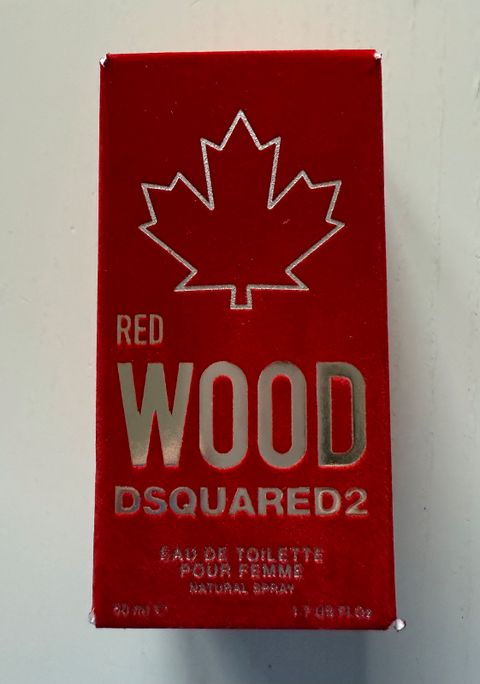 RED
WOOD
DSQUARED2
EAU DE TOILETTE
POUR FEMME
NATURAL SPRAY
50 ml ℮ 1.7 US Fl.Oz